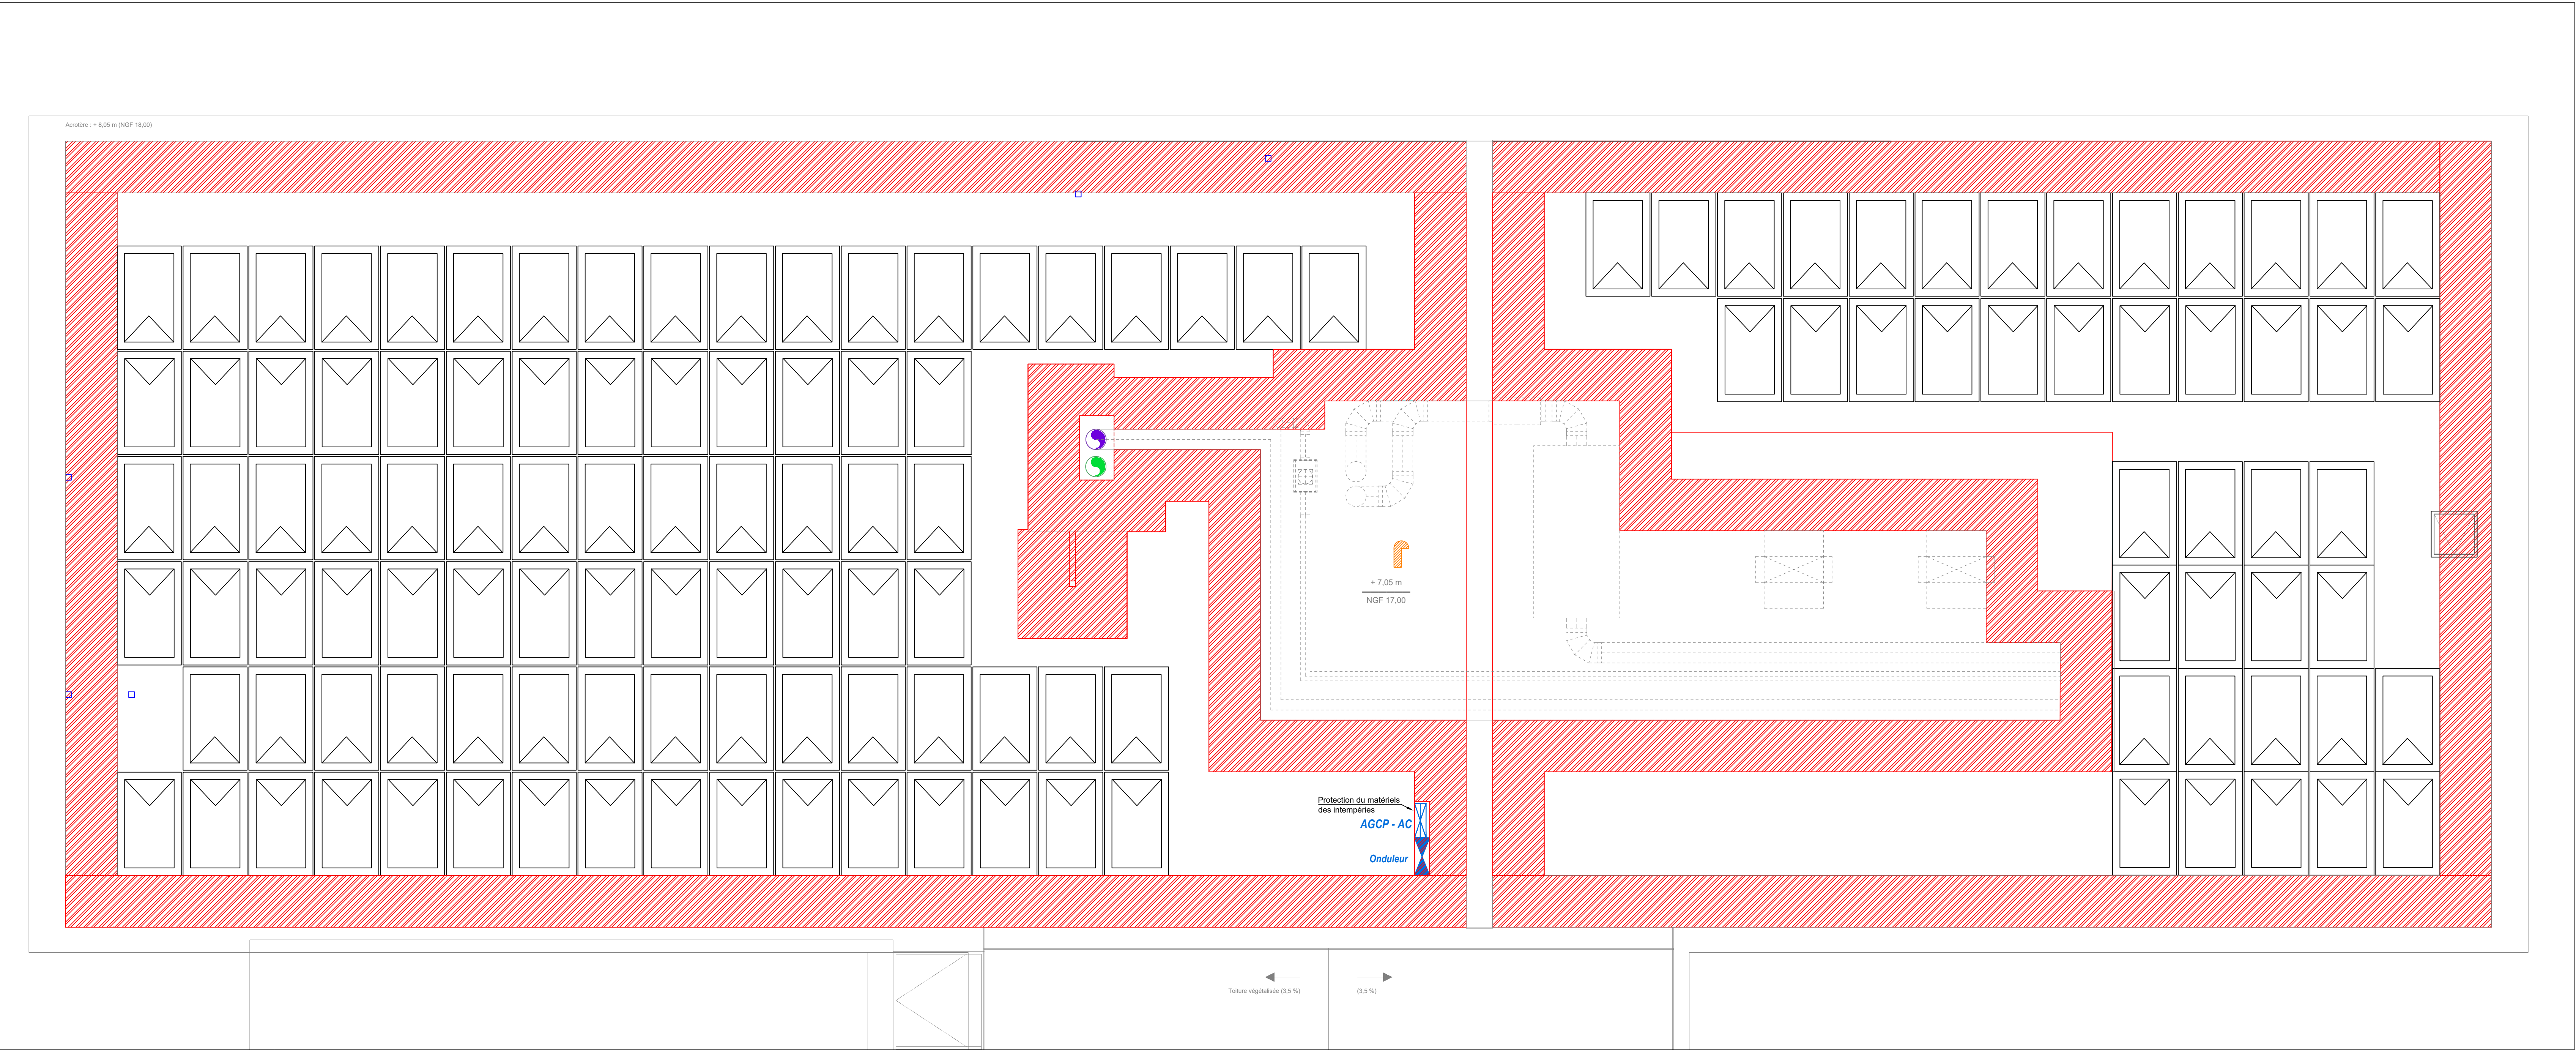 Acrotère : + 8,05 m (NGF 18,00)
+ 7,05 m
NGF 17,00
Protection du matériels
des intempéries
AGCP - AC
Onduleur
Toiture végétalisée (3,5 %)
(3,5 %)